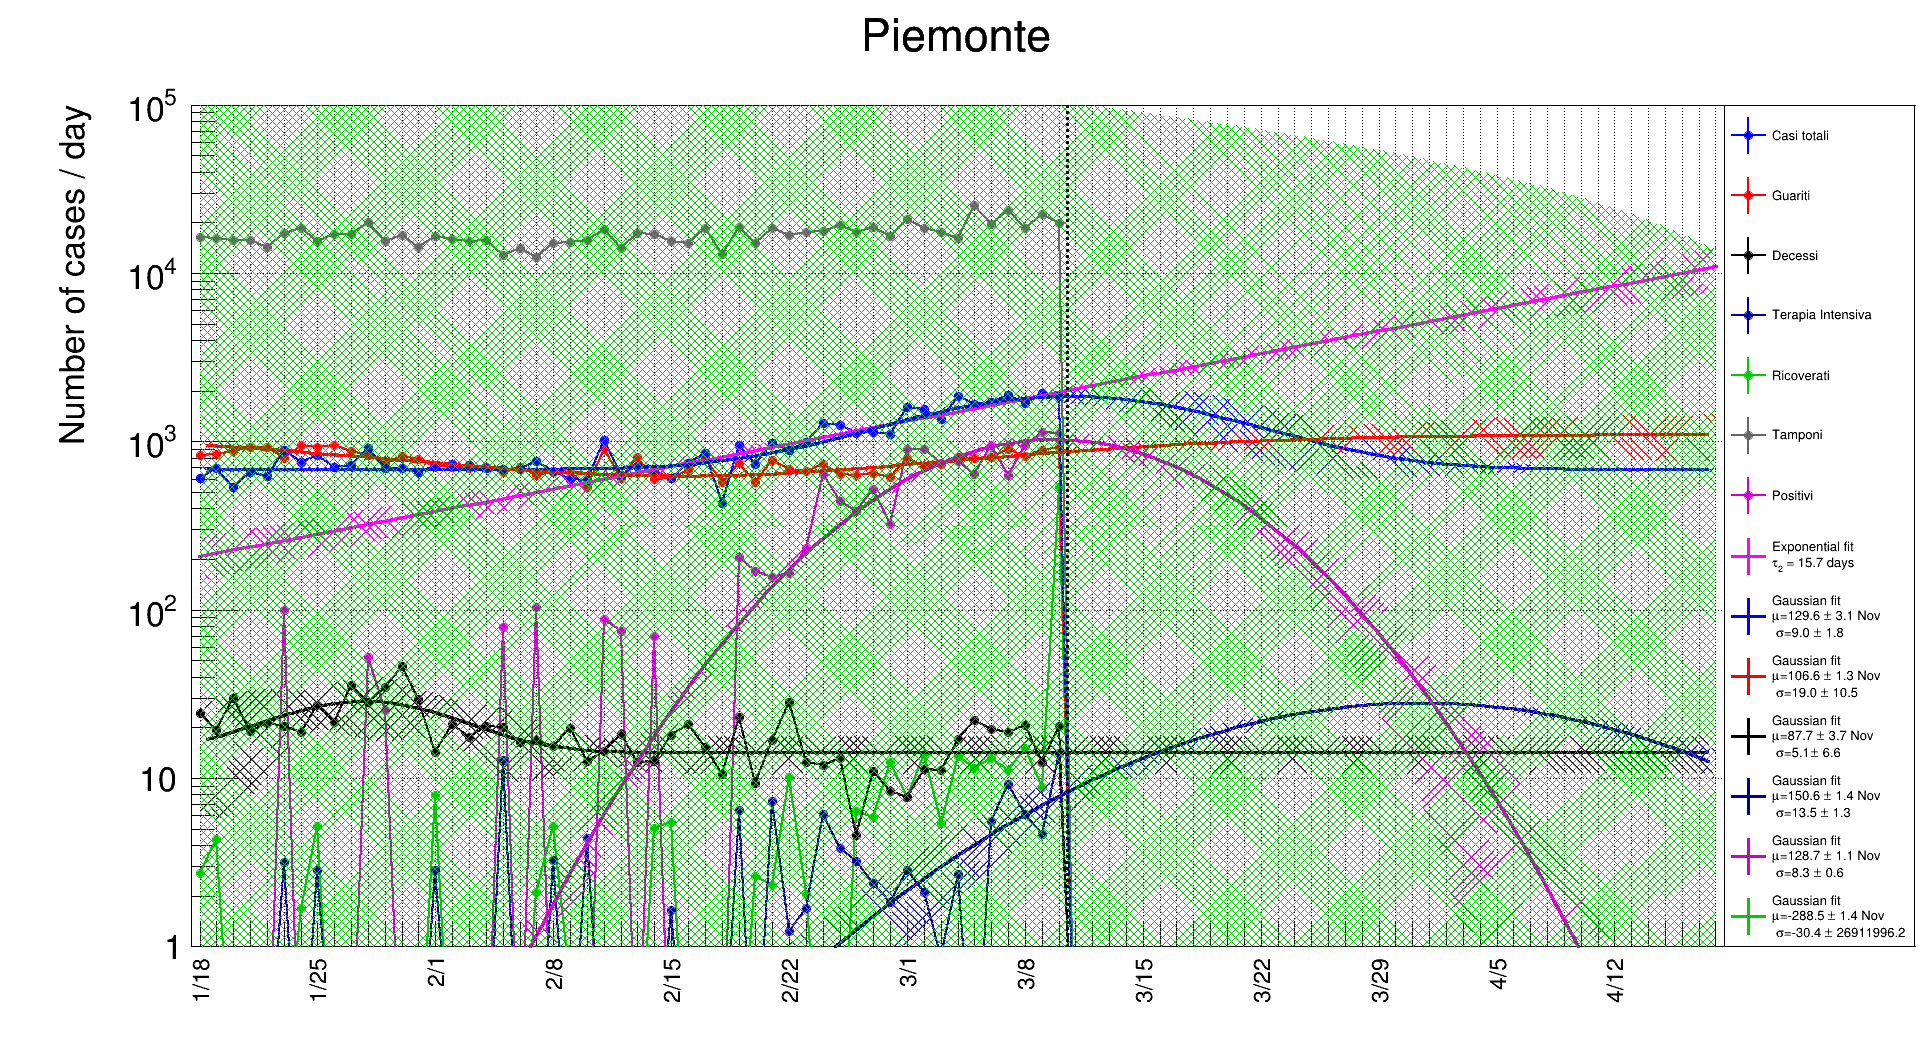 Piemonte
Number of cases / day
10^5
10^4
10^3
10^2
10
1
1/18
1/25
2/1
2/8
2/15
2/22
3/1
3/8
3/15
3/22
3/29
4/5
4/12
Casi totali
Guariti
Decessi
Terapia Intensiva
Ricoverati
Tamponi
Positivi
Exponential fit
τ_2 = 15.7 days
Gaussian fit
μ=129.6 ± 3.1 Nov
σ=9.0 ± 1.8
Gaussian fit
μ=106.6 ± 1.3 Nov
σ=19.0 ± 10.5
Gaussian fit
μ=87.7 ± 3.7 Nov
σ=5.1 ± 6.6
Gaussian fit
μ=150.6 ± 1.4 Nov
σ=13.5 ± 1.3
Gaussian fit
μ=128.7 ± 1.1 Nov
σ=8.3 ± 0.6
Gaussian fit
μ=-288.5 ± 1.4 Nov
σ=-30.4 ± 26911996.2